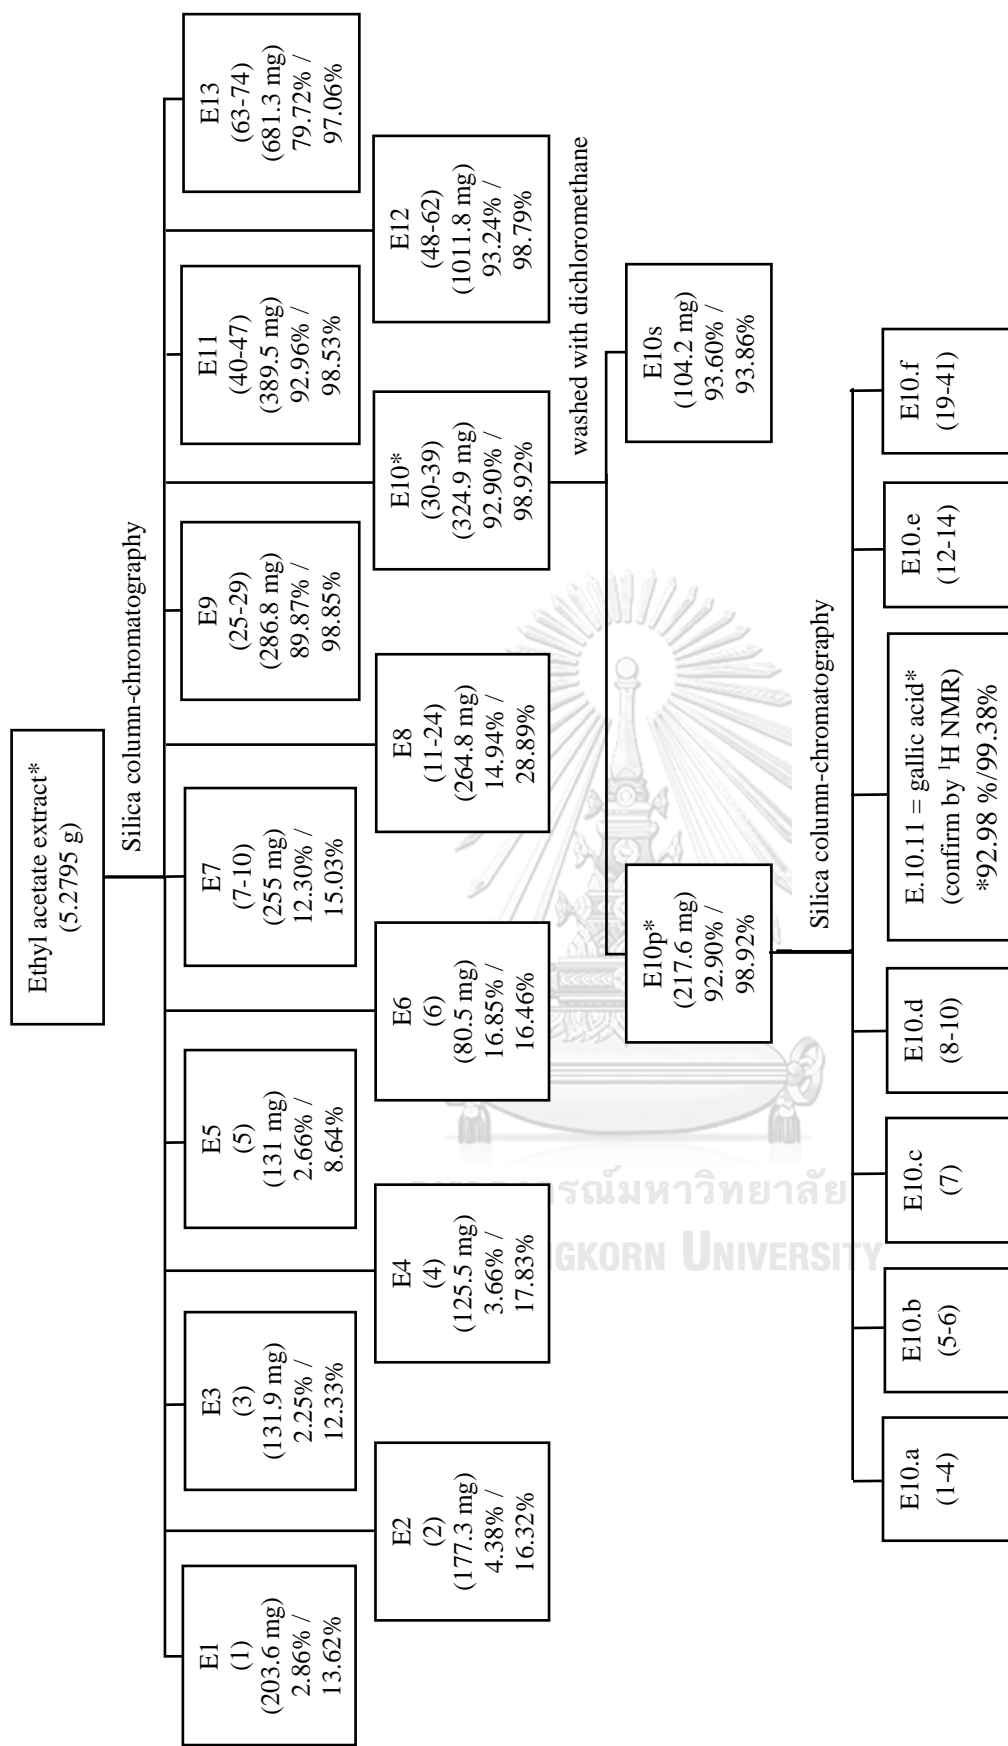 Ethyl acetate extract*
(5.2795 g)
Silica column-chromatography
E1
(1)
(203.6 mg)
2.86% /
13.62%
E2
(2)
(177.3 mg)
4.38% /
16.32%
E3
(3)
(131.9 mg)
2.25% /
12.33%
E4
(4)
(125.5 mg)
3.66% /
17.83%
E5
(5)
(131 mg)
2.66% /
8.64%
E6
(6)
(80.5 mg)
16.85% /
16.46%
E7
(7-10)
(255 mg)
12.30% /
15.03%
E8
(11-24)
(264.8 mg)
14.94% /
28.89%
E9
(25-29)
(286.8 mg)
89.87% /
98.85%
E10*
(30-39)
(324.9 mg)
92.90% /
98.92%
E11
(40-47)
(389.5 mg)
92.96% /
98.53%
E12
(48-62)
(1011.8 mg)
93.24% /
98.79%
E13
(63-74)
(681.3 mg)
79.72% /
97.06%
washed with dichloromethane
E10p*
(217.6 mg)
92.90% /
98.92%
E10s
(104.2 mg)
93.60% /
93.86%
Silica column-chromatography
E10.a
(1-4)
E10.b
(5-6)
E10.c
(7)
E10.d
(8-10)
E.10.11 = gallic acid*
(confirm by ¹H NMR)
*92.98 %/99.38%
E10.e
(12-14)
E10.f
(19-41)
มหาวิทยาลัย
UNIVERSITY